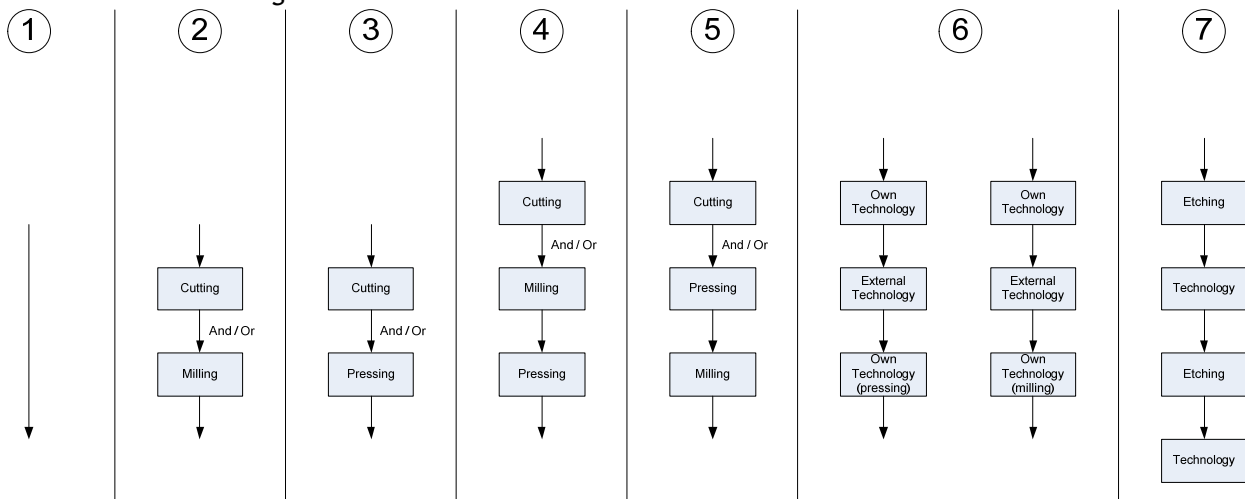 1
2
3
4
5
6
7
Cutting
And / Or
Milling
Cutting
And / Or
Pressing
Cutting
And / Or
Milling
Pressing
Cutting
And / Or
Pressing
Milling
Own
Technology
External
Technology
Own
Technology
(pressing)
Own
Technology
External
Technology
Own
Technology
(milling)
Etching
Technology
Etching
Technology